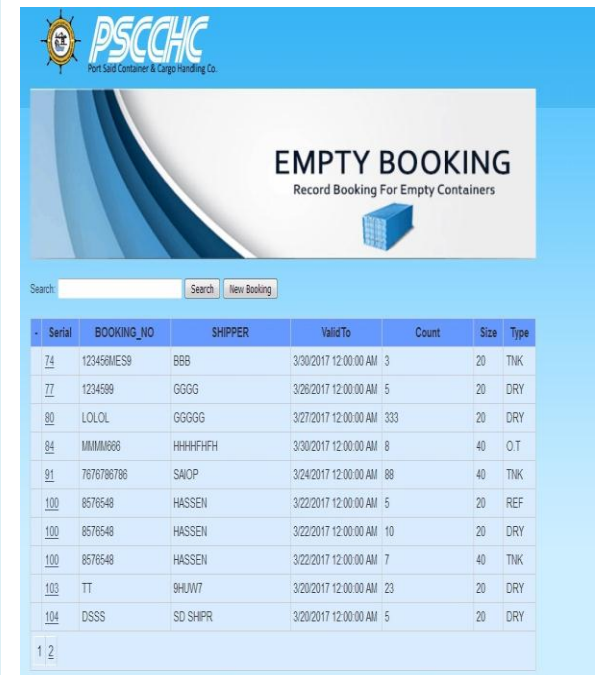 PSCCHC
Port Said Container & Cargo Handling Co.
EMPTY BOOKING
Record Booking For Empty Containers
Search: Search New Booking
- Serial BOOKING_NO SHIPPER ValidTo Count Size Type
74 123456MES9 BBB 3/30/2017 12:00:00 AM 3 20 TNK
77 1234599 GGGG 3/26/2017 12:00:00 AM 5 20 DRY
80 LOLOL GGGGG 3/27/2017 12:00:00 AM 333 20 DRY
84 MMMM666 HHHHFHFH 3/30/2017 12:00:00 AM 8 40 O.T
91 7676786786 SAIOP 3/24/2017 12:00:00 AM 88 40 TNK
100 8576548 HASSEN 3/22/2017 12:00:00 AM 5 20 REF
100 8576548 HASSEN 3/22/2017 12:00:00 AM 10 20 DRY
100 8576548 HASSEN 3/22/2017 12:00:00 AM 7 40 TNK
103 TT 9HUW7 3/20/2017 12:00:00 AM 23 20 DRY
104 DSSS SD SHIPR 3/20/2017 12:00:00 AM 5 20 DRY
1 2